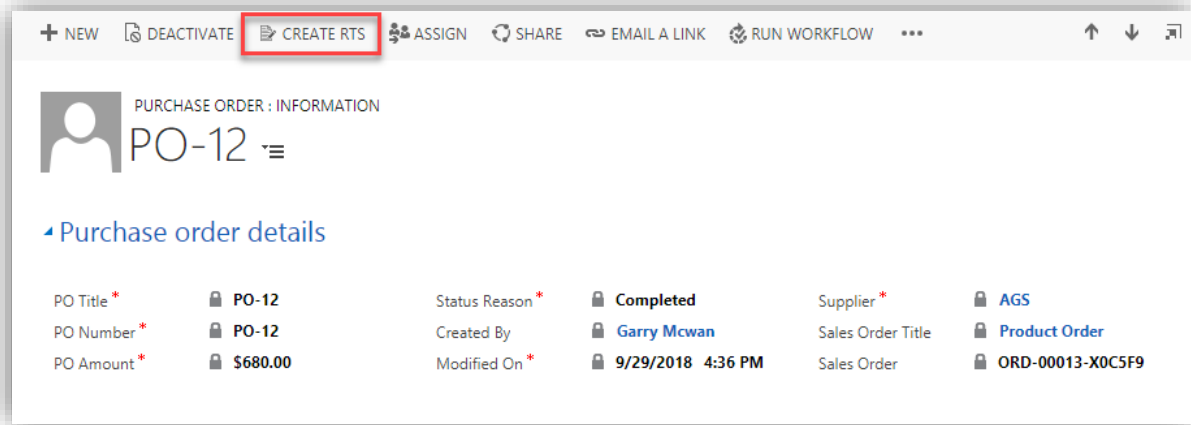 NEW DEACTIVATE CREATE RTS ASSIGN SHARE EMAIL A LINK RUN WORKFLOW •••
PURCHASE ORDER : INFORMATION
PO-12
Purchase order details
PO Title* PO-12 Status Reason* Completed Supplier* AGS
PO Number* PO-12 Created By Garry Mcwan Sales Order Title Product Order
PO Amount* $680.00 Modified On* 9/29/2018 4:36 PM Sales Order ORD-00013-X0C5F9